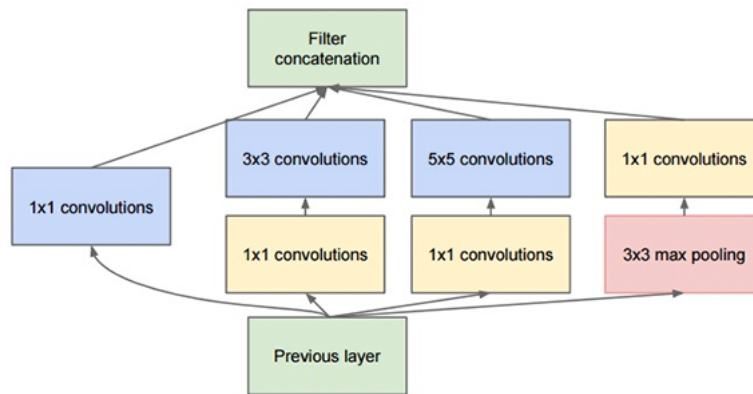 Filter
concatenation
3x3 convolutions
5x5 convolutions
1x1 convolutions
1x1 convolutions
1x1 convolutions
1x1 convolutions
3x3 max pooling
Previous layer